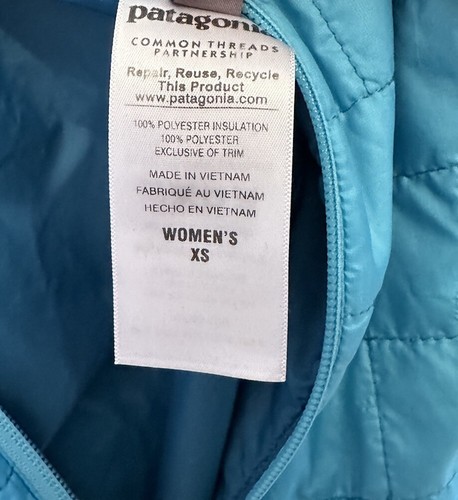 patagonia
COMMON THREADS
PARTNERSHIP
Repair, Reuse, Recycle
This Product
www.patagonia.com
100% POLYESTER INSULATION
100% POLYESTER
EXCLUSIVE OF TRIM
MADE IN VIETNAM
FABRIQUÉ AU VIETNAM
HECHO EN VIETNAM
WOMEN'S
XS